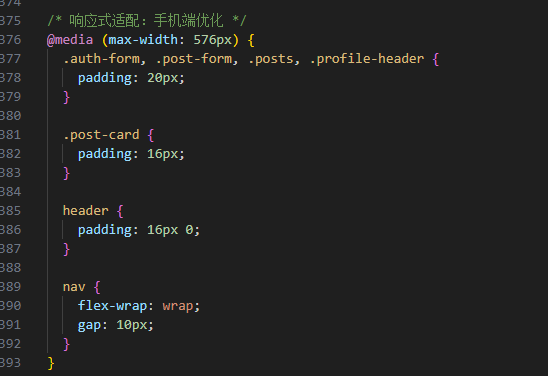 374
375 /* 响应式适配：手机端优化 */
376 @media (max-width: 576px) {
377   .auth-form, .post-form, .posts, .profile-header {
378     padding: 20px;
379   }
380
381   .post-card {
382     padding: 16px;
383   }
384
385   header {
386     padding: 16px 0;
387   }
388
389   nav {
390     flex-wrap: wrap;
391     gap: 10px;
392   }
393 }